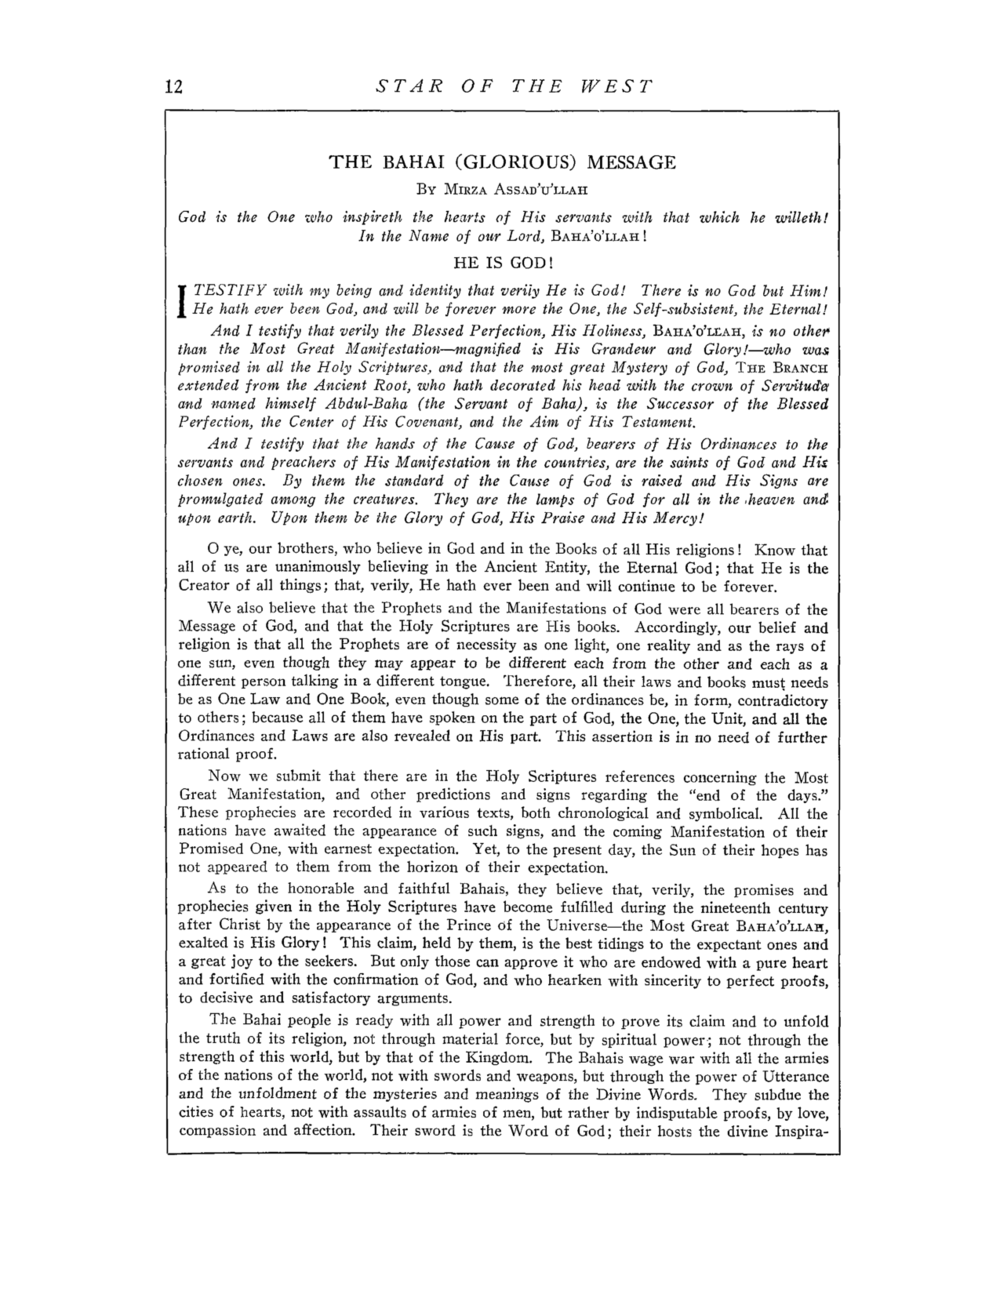 12 STAR OF THE WEST
THE BAHAI (GLORIOUS) MESSAGE
BY MIRZA ASSAD'U'LLAH
God is the One who inspireth the hearts of His servants with that which he willeth!
In the Name of our Lord, BAHA'O'LLAH!
HE IS GOD!
I TESTIFY with my being and identity that verily He is God! There is no God but Him!
He hath ever been God, and will be forever more the One, the Self-subsistent, the Eternal!
And I testify that verily the Blessed Perfection, His Holiness, BAHA'O'LLAH, is no other
than the Most Great Manifestation—magnified is His Grandeur and Glory!—who was
promised in all the Holy Scriptures, and that the most great Mystery of God, THE BRANCH
extended from the Ancient Root, who hath decorated his head with the crown of Servitude
and named himself Abdul-Baha (the Servant of Baha), is the Successor of the Blessed
Perfection, the Center of His Covenant, and the Aim of His Testament.
And I testify that the hands of the Cause of God, bearers of His Ordinances to the
servants and preachers of His Manifestation in the countries, are the saints of God and His
chosen ones. By them the standard of the Cause of God is raised and His Signs are
promulgated among the creatures. They are the lamps of God for all in the heaven and
upon earth. Upon them be the Glory of God, His Praise and His Mercy!
O ye, our brothers, who believe in God and in the Books of all His religions! Know that
all of us are unanimously believing in the Ancient Entity, the Eternal God; that He is the
Creator of all things; that, verily, He hath ever been and will continue to be forever.
We also believe that the Prophets and the Manifestations of God were all bearers of the
Message of God, and that the Holy Scriptures are His books. Accordingly, our belief and
religion is that all the Prophets are of necessity as one light, one reality and as the rays of
one sun, even though they may appear to be different each from the other and each as a
different person talking in a different tongue. Therefore, all their laws and books must needs
be as One Law and One Book, even though some of the ordinances be, in form, contradictory
to others; because all of them have spoken on the part of God, the One, the Unit, and all the
Ordinances and Laws are also revealed on His part. This assertion is in no need of further
rational proof.
Now we submit that there are in the Holy Scriptures references concerning the Most
Great Manifestation, and other predictions and signs regarding the "end of the days."
These prophecies are recorded in various texts, both chronological and symbolical. All the
nations have awaited the appearance of such signs, and the coming Manifestation of their
Promised One, with earnest expectation. Yet, to the present day, the Sun of their hopes has
not appeared to them from the horizon of their expectation.
As to the honorable and faithful Bahais, they believe that, verily, the promises and
prophecies given in the Holy Scriptures have become fulfilled during the nineteenth century
after Christ by the appearance of the Prince of the Universe—the Most Great BAHA'O'LLAH,
exalted is His Glory! This claim, held by them, is the best tidings to the expectant ones and
a great joy to the seekers. But only those can approve it who are endowed with a pure heart
and fortified with the confirmation of God, and who hearken with sincerity to perfect proofs,
to decisive and satisfactory arguments.
The Bahai people is ready with all power and strength to prove its claim and to unfold
the truth of its religion, not through material force, but by spiritual power; not through the
strength of this world, but by that of the Kingdom. The Bahais wage war with all the armies
of the nations of the world, not with swords and weapons, but through the power of Utterance
and the unfoldment of the mysteries and meanings of the Divine Words. They subdue the
cities of hearts, not with assaults of armies of men, but rather by indisputable proofs, by love,
compassion and affection. Their sword is the Word of God; their hosts the divine Inspira-